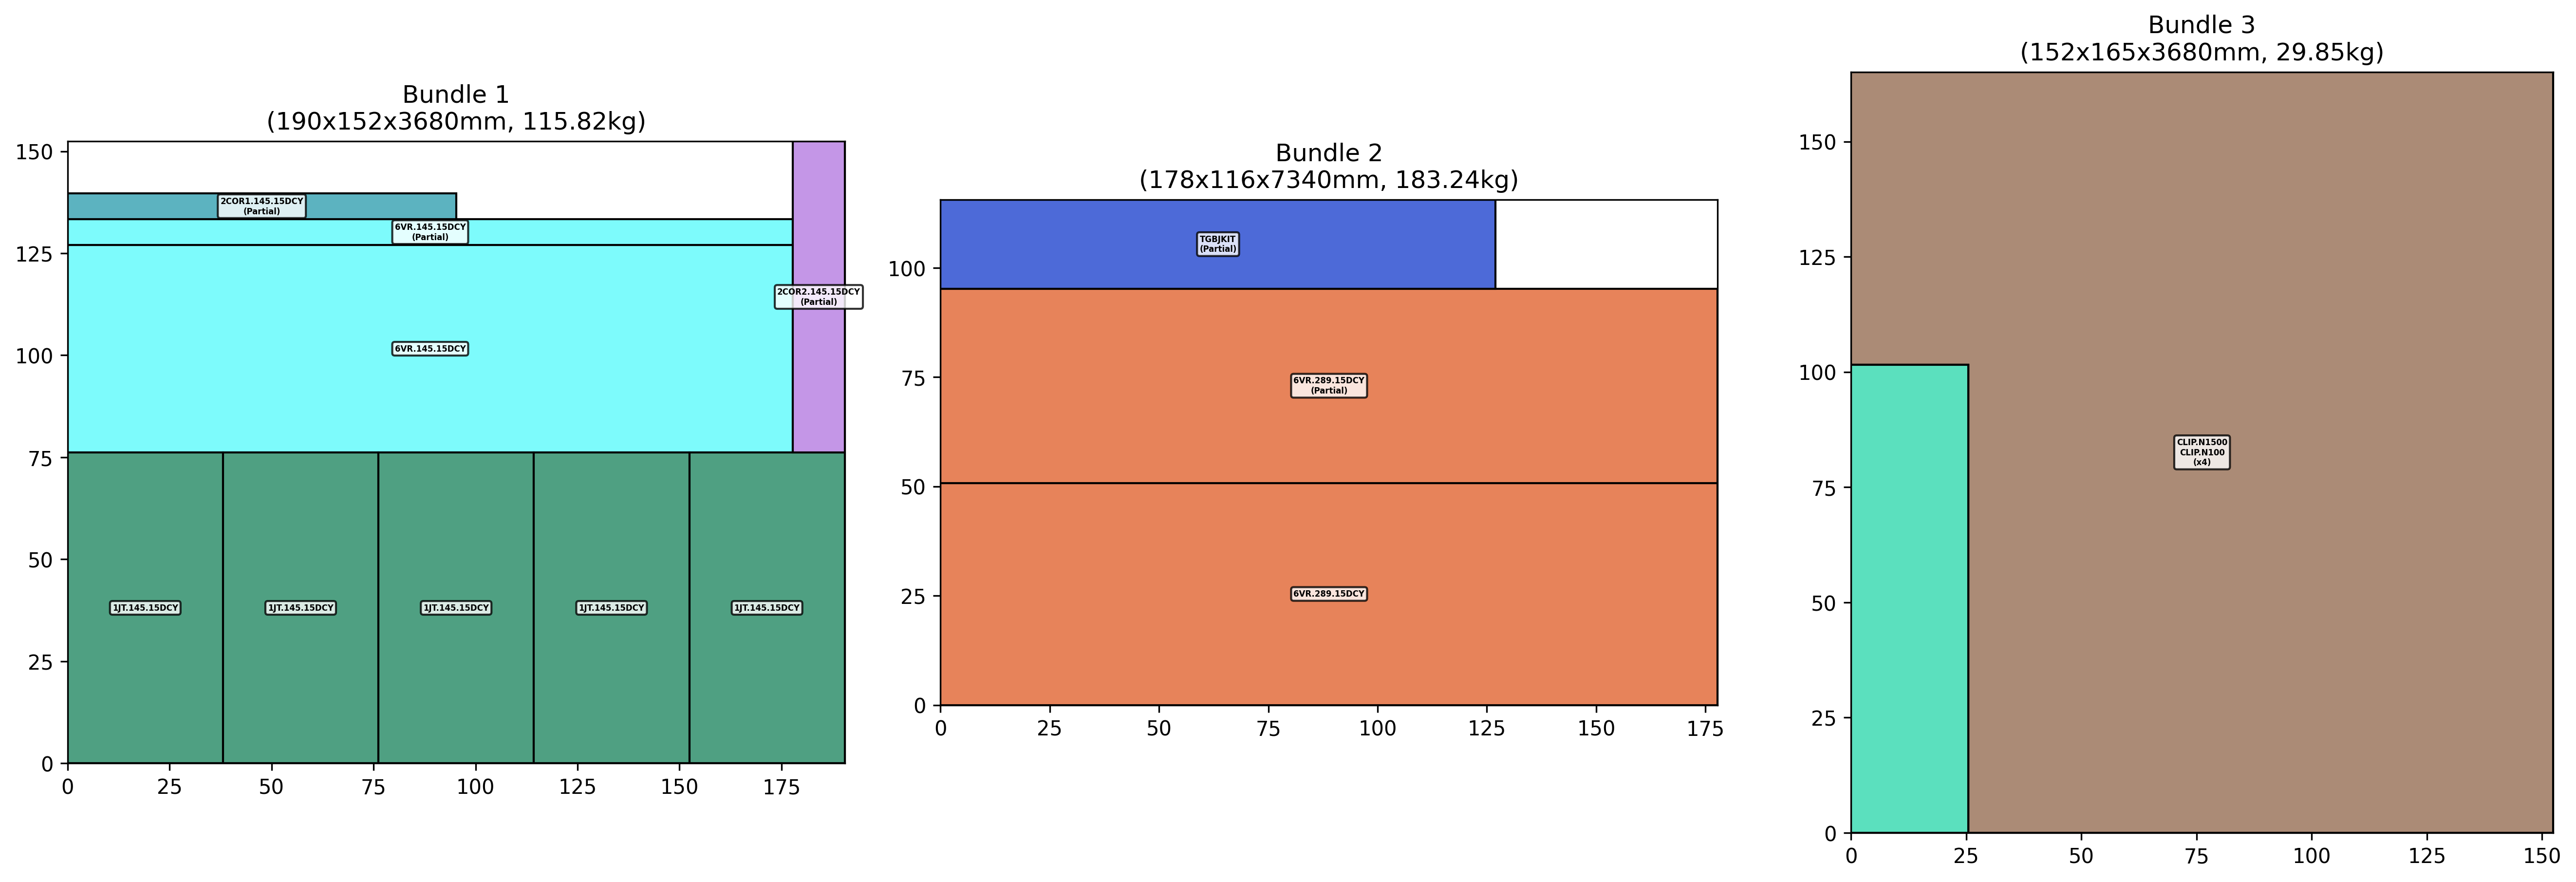 Bundle 1
(190x152x3680mm, 115.82kg)
150
125
100
75
50
25
0
0 25 50 75 100 125 150 175
2COR1.145.15DCY
(Partial)
6VR.145.15DCY
(Partial)
2COR2.145.15DCY
(Partial)
6VR.145.15DCY
1JT.145.15DCY 1JT.145.15DCY 1JT.145.15DCY 1JT.145.15DCY 1JT.145.15DCY
Bundle 2
(178x116x7340mm, 183.24kg)
100
75
50
25
0
0 25 50 75 100 125 150 175
TGBJKIT
(Partial)
6VR.289.15DCY
(Partial)
6VR.289.15DCY
Bundle 3
(152x165x3680mm, 29.85kg)
150
125
100
75
50
25
0
0 25 50 75 100 125 150
CLIP.N1500
CLIP.N100
(x4)